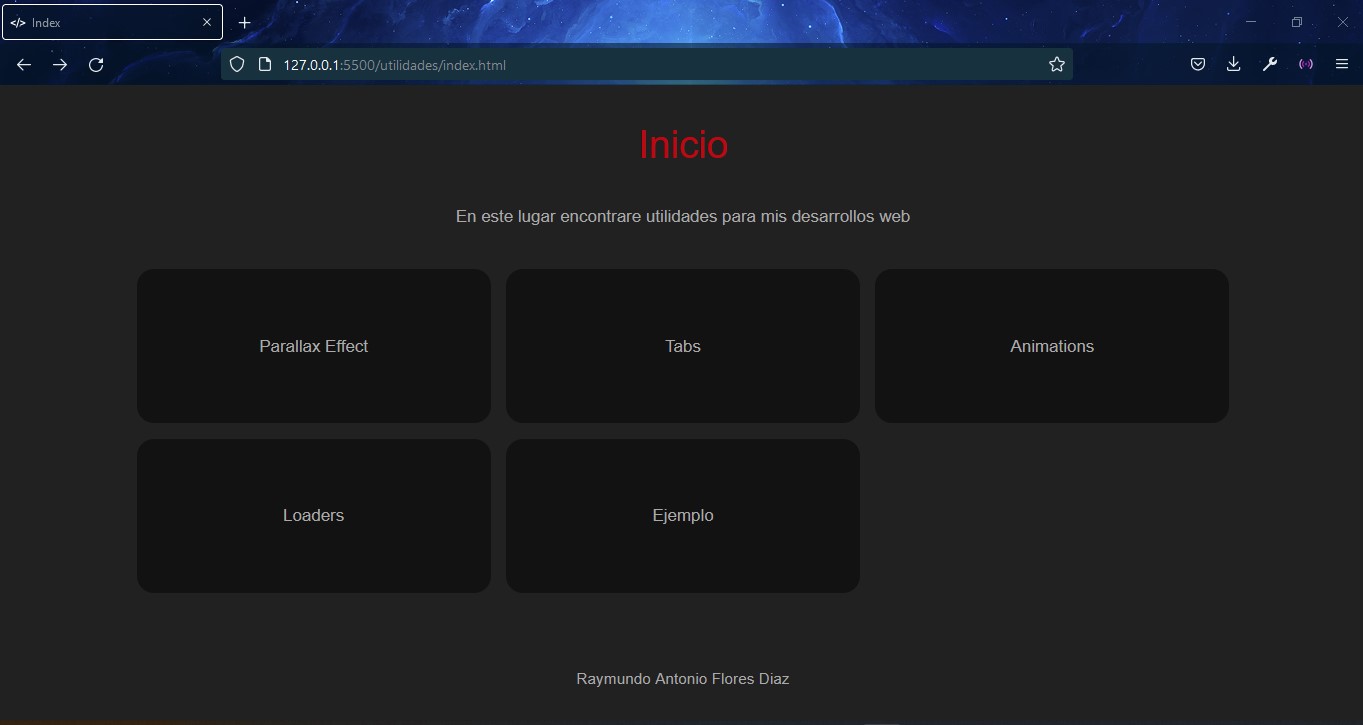 </> Index
127.0.0.1:5500/utilidades/index.html
Inicio
En este lugar encontrare utilidades para mis desarrollos web
Parallax Effect
Tabs
Animations
Loaders
Ejemplo
Raymundo Antonio Flores Diaz